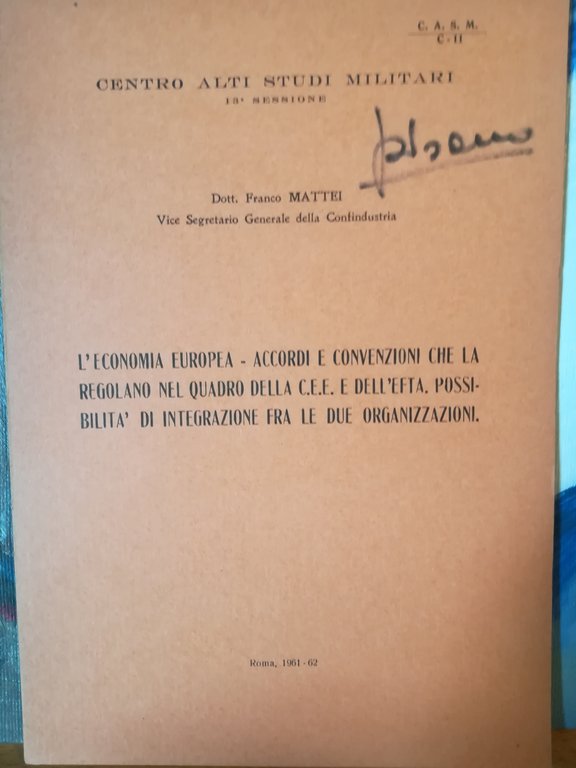 C. A. S. M.
C - II
CENTRO ALTI STUDI MILITARI
13ª SESSIONE
Dott. Franco MATTEI
Vice Segretario Generale della Confindustria
L'ECONOMIA EUROPEA - ACCORDI E CONVENZIONI CHE LA
REGOLANO NEL QUADRO DELLA C.E.E. E DELL'EFTA. POSSI-
BILITA' DI INTEGRAZIONE FRA LE DUE ORGANIZZAZIONI.
Roma, 1961 - 62